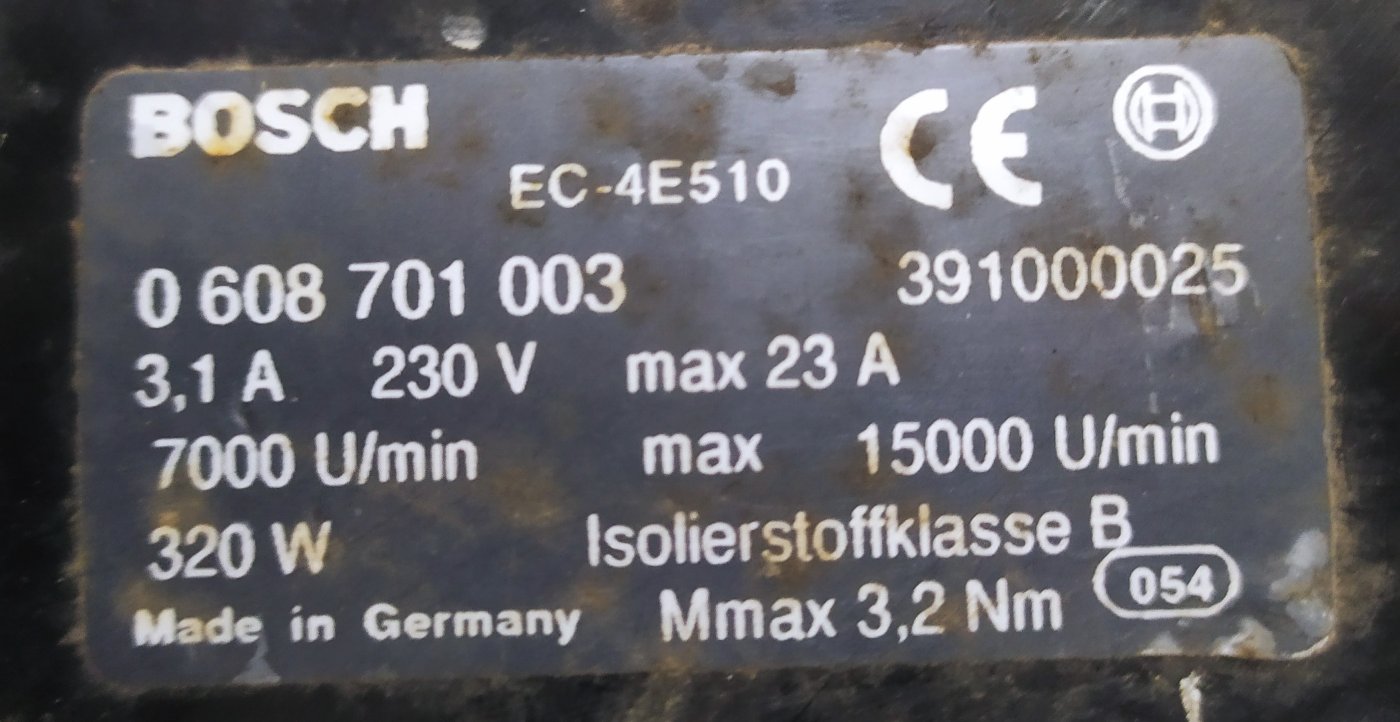 BOSCH
CE
EC-4E510
0 608 701 003 391000025
3,1 A 230 V max 23 A
7000 U/min max 15000 U/min
320 W Isolierstoffklasse B
Made in Germany Mmax 3,2 Nm 054